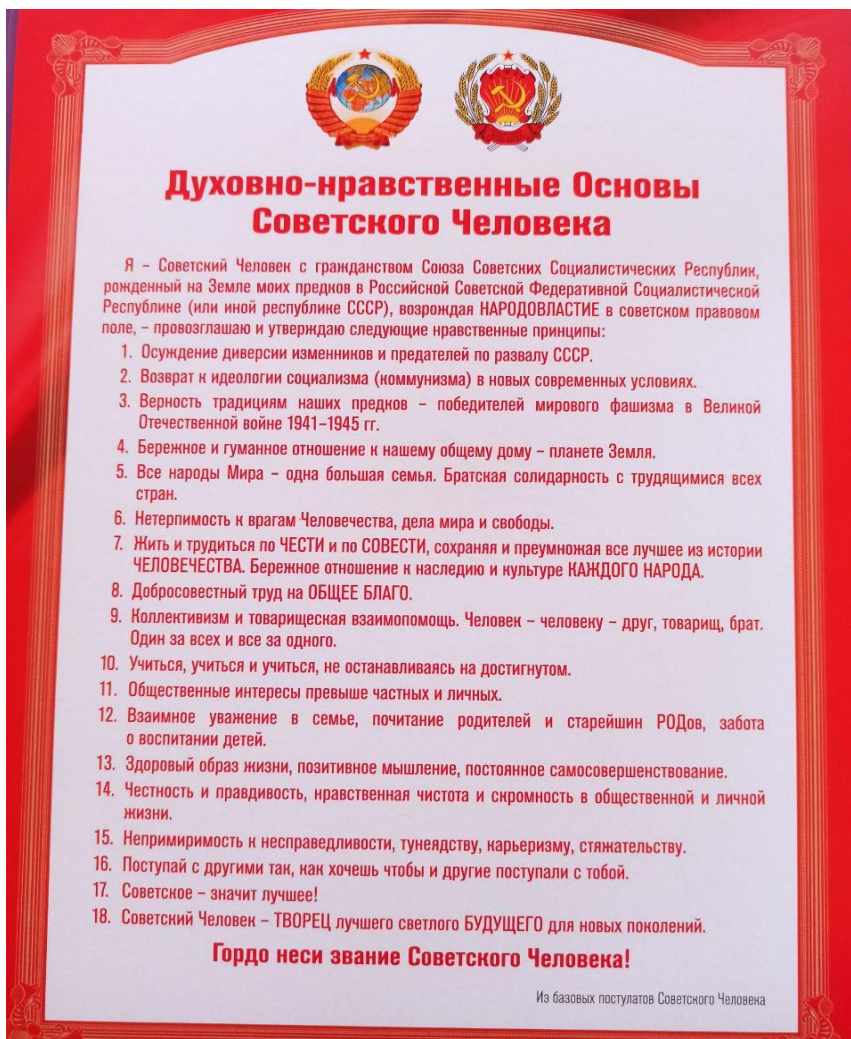 Духовно-нравственные Основы
Советского Человека
Я – Советский Человек с гражданством Союза Советских Социалистических Республик,
рожденный на Земле моих предков в Российской Советской Федеративной Социалистической
Республике (или иной республике СССР), возрождая НАРОДОВЛАСТИЕ в советском правовом
поле, – провозглашаю и утверждаю следующие нравственные принципы:
1. Осуждение диверсии изменников и предателей по развалу СССР.
2. Возврат к идеологии социализма (коммунизма) в новых современных условиях.
3. Верность традициям наших предков – победителей мирового фашизма в Великой
Отечественной войне 1941–1945 гг.
4. Бережное и гуманное отношение к нашему общему дому – планете Земля.
5. Все народы Мира – одна большая семья. Братская солидарность с трудящимися всех
стран.
6. Нетерпимость к врагам Человечества, дела мира и свободы.
7. Жить и трудиться по ЧЕСТИ и по СОВЕСТИ, сохраняя и преумножая все лучшее из истории
ЧЕЛОВЕЧЕСТВА. Бережное отношение к наследию и культуре КАЖДОГО НАРОДА.
8. Добросовестный труд на ОБЩЕЕ БЛАГО.
9. Коллективизм и товарищеская взаимопомощь. Человек – человеку – друг, товарищ, брат.
Один за всех и все за одного.
10. Учиться, учиться и учиться, не останавливаясь на достигнутом.
11. Общественные интересы превыше частных и личных.
12. Взаимное уважение в семье, почитание родителей и старейшин РОДов, забота
о воспитании детей.
13. Здоровый образ жизни, позитивное мышление, постоянное самосовершенствование.
14. Честность и правдивость, нравственная чистота и скромность в общественной и личной
жизни.
15. Непримиримость к несправедливости, тунеядству, карьеризму, стяжательству.
16. Поступай с другими так, как хочешь чтобы и другие поступали с тобой.
17. Советское – значит лучшее!
18. Советский Человек – ТВОРЕЦ лучшего светлого БУДУЩЕГО для новых поколений.
Гордо неси звание Советского Человека!
Из базовых постулатов Советского Человека